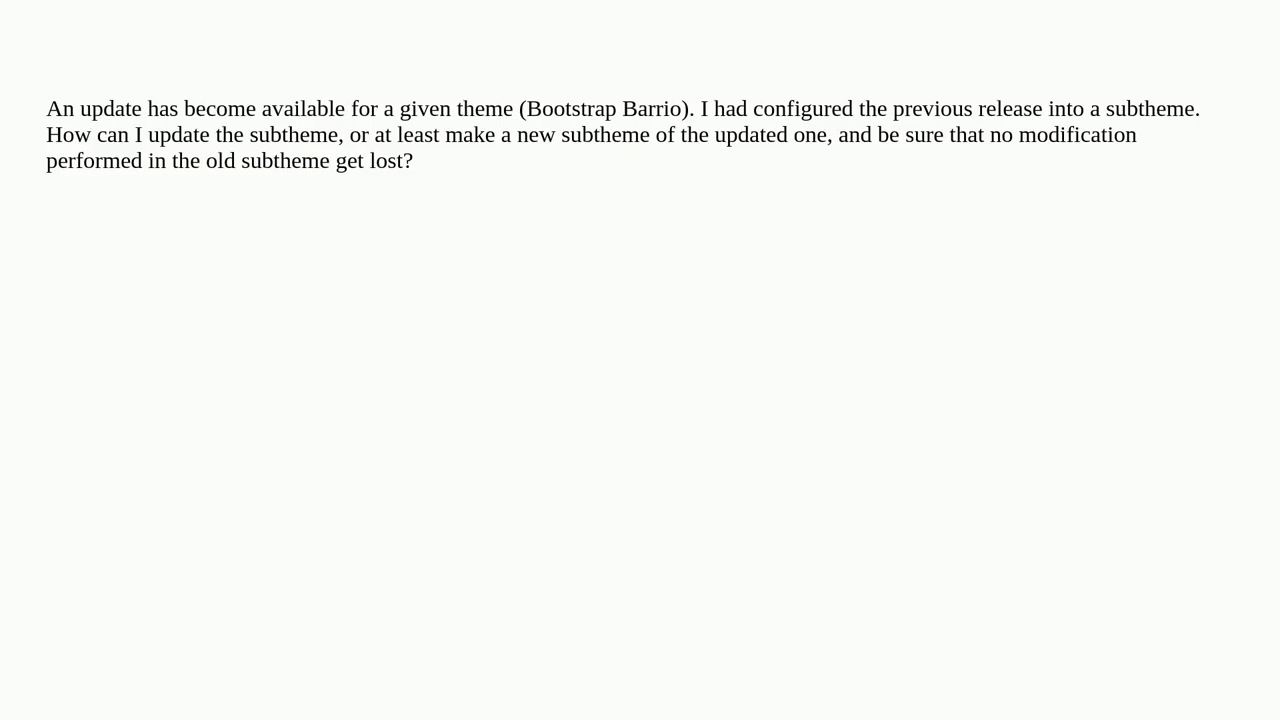 An update has become available for a given theme (Bootstrap Barrio). I had configured the previous release into a subtheme.
How can I update the subtheme, or at least make a new subtheme of the updated one, and be sure that no modification
performed in the old subtheme get lost?